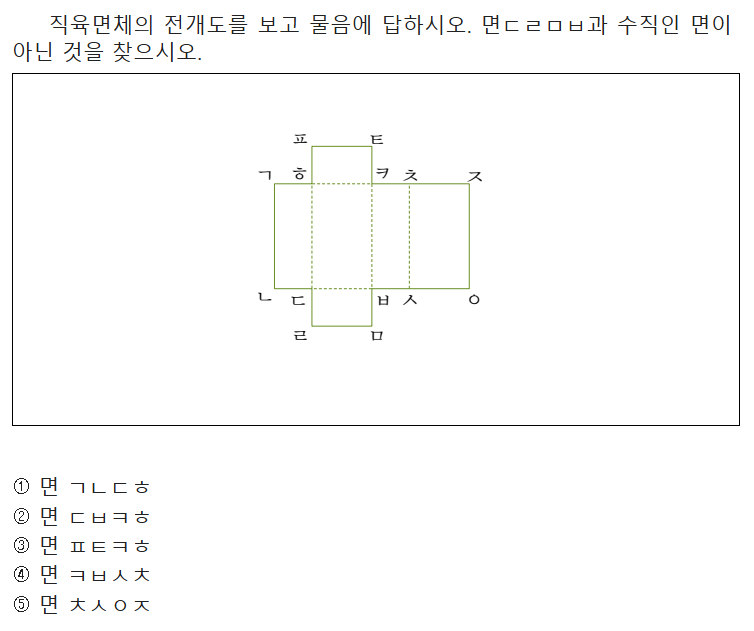 직육면체의 전개도를 보고 물음에 답하시오. 면ㄷㄹㅁㅂ과 수직인 면이
아닌 것을 찾으시오.
ㅍ ㅌ
ㄱ ㅎ ㅋ ㅊ ㅈ
ㄴ ㄷ ㅂ ㅅ ㅇ
ㄹ ㅁ
① 면 ㄱㄴㄷㅎ
② 면 ㄷㅂㅋㅎ
③ 면 ㅍㅌㅋㅎ
④ 면 ㅋㅂㅅㅊ
⑤ 면 ㅊㅅㅇㅈ